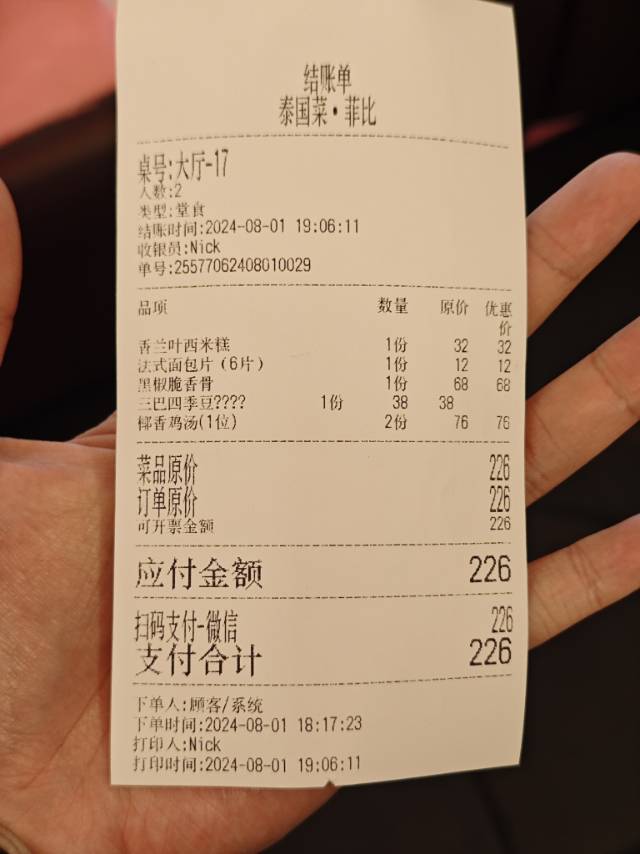 结账单
泰国菜·菲比
桌号:大厅-17
人数:2
类型:堂食
结账时间:2024-08-01 19:06:11
收银员:Nick
单号:25577062408010029
品项 数量 原价 优惠价
香兰叶西米糕 1份 32 32
法式面包片(6片) 1份 12 12
黑椒脆香骨 1份 68 68
三巴四季豆???? 1份 38 38
椰香鸡汤(1位) 2份 76 76
菜品原价 226
订单原价 226
可开票金额 226
应付金额 226
扫码支付-微信 226
支付合计 226
下单人:顾客/系统
下单时间:2024-08-01 18:17:23
打印人:Nick
打印时间:2024-08-01 19:06:11